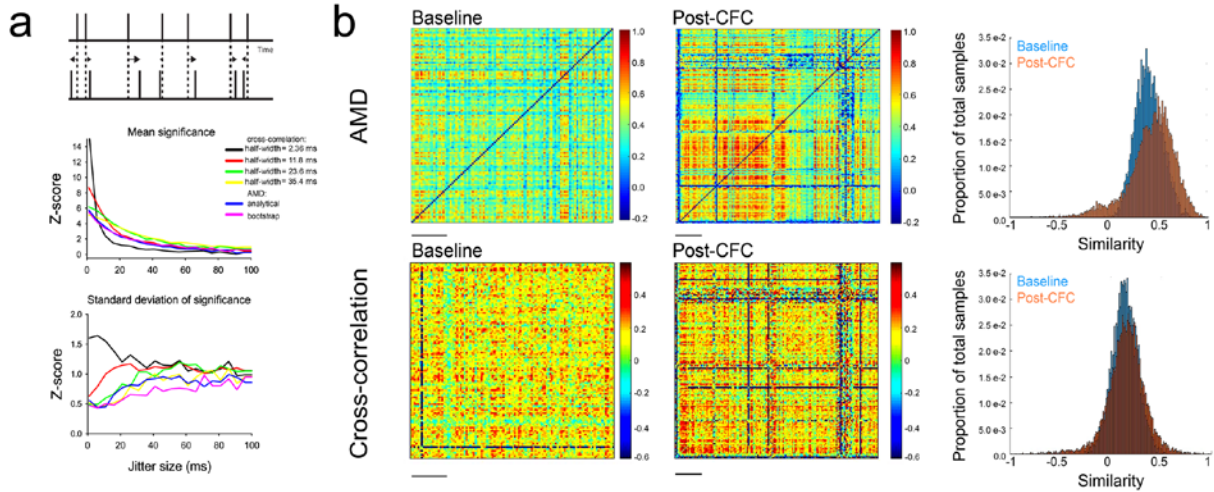 a
Time
Mean significance
Z-score
14
12
10
8
6
4
2
0
cross-correlation:
half-width= 2.36 ms
half-width= 11.8 ms
half-width= 23.6 ms
half-width= 35.4 ms
AMD:
analytical
bootstrap
0 20 40 60 80 100
Standard deviation of significance
Z-score
2.0
1.5
1.0
0.5
0.0
0 20 40 60 80 100
Jitter size (ms)
b
AMD
Baseline
1.0
0.8
0.6
0.4
0.2
0
-0.2
Post-CFC
1.0
0.8
0.6
0.4
0.2
0.0
-0.2
Proportion of total samples
3.5 e-2
3.0 e-2
2.5 e-2
2.0 e-2
1.5 e-2
1.0 e-2
5.0 e-3
0.0
Baseline
Post-CFC
-1 -0.5 0 0.5 1
Similarity
Cross-correlation
Baseline
0.4
0.2
0.0
-0.2
-0.4
-0.6
Post-CFC
0.4
0.2
0.0
-0.2
-0.4
-0.6
Proportion of total samples
3.5 e-2
3.0 e-2
2.5 e-2
2.0 e-2
1.5 e-2
1.0 e-2
5.0 e-3
0.0
Baseline
Post-CFC
-1 -0.5 0 0.5 1
Similarity